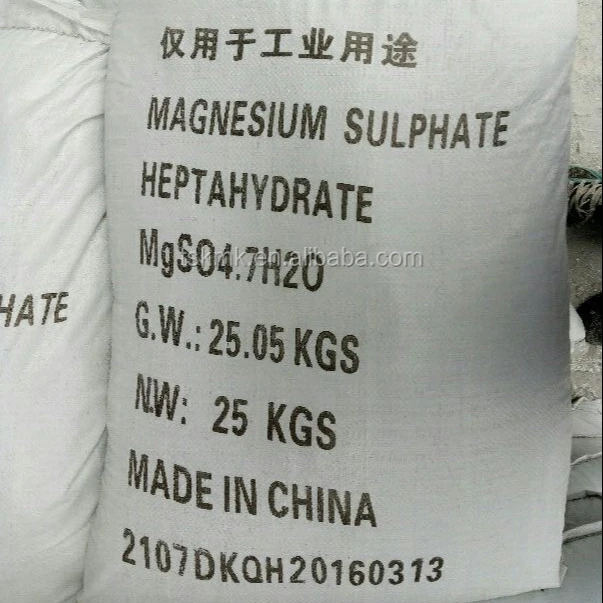 仅用于工业用途
MAGNESIUM SULPHATE
HEPTAHYDRATE
MgSO4.7H2O
G.W.: 25.05 KGS
N.W: 25 KGS
MADE IN CHINA
2107DKQH20160313
HATE